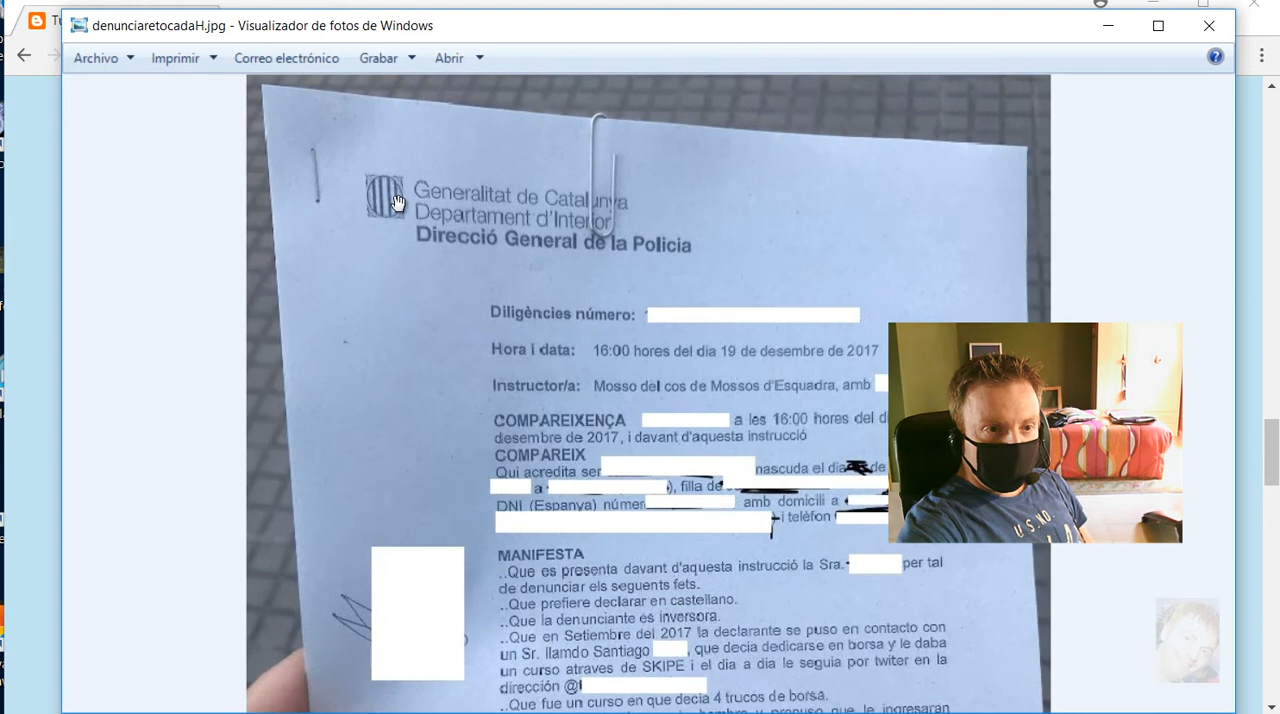 Tu
denunciaretocadaH.jpg - Visualizador de fotos de Windows
Archivo Imprimir Correo electrónico Grabar Abrir
Generalitat de Catalunya
Departament d'Interior
Direcció General de la Policia
Diligències número:
Hora i data: 16:00 hores del dia 19 de desembre de 2017
Instructor/a: Mosso del cos de Mossos d'Esquadra, amb
COMPAREIXENÇA a les 16:00 hores del
desembre de 2017, i davant d'aquesta instrucció
COMPAREIX
Qui acredita ser nascuda el dia de
a ), filla de
DNI (Espanya) número amb domicili a
i telèfon
MANIFESTA
..Que es presenta davant d'aquesta instrucció la Sra. per tal
de denunciar els seguents fets.
..Que prefiere declarar en castellano.
..Que la denunciante es inversora.
..Que en Setiembre del 2017 la declarante se puso en contacto con
un Sr. llamdo Santiago , que decia dedicarse en borsa y le daba
un curso atraves de SKIPE i el dia a dia le seguia por twiter en la
dirección @
..Que fue un curso en que decia 4 trucos de borsa.
que le ingresaran
U.S. NO.